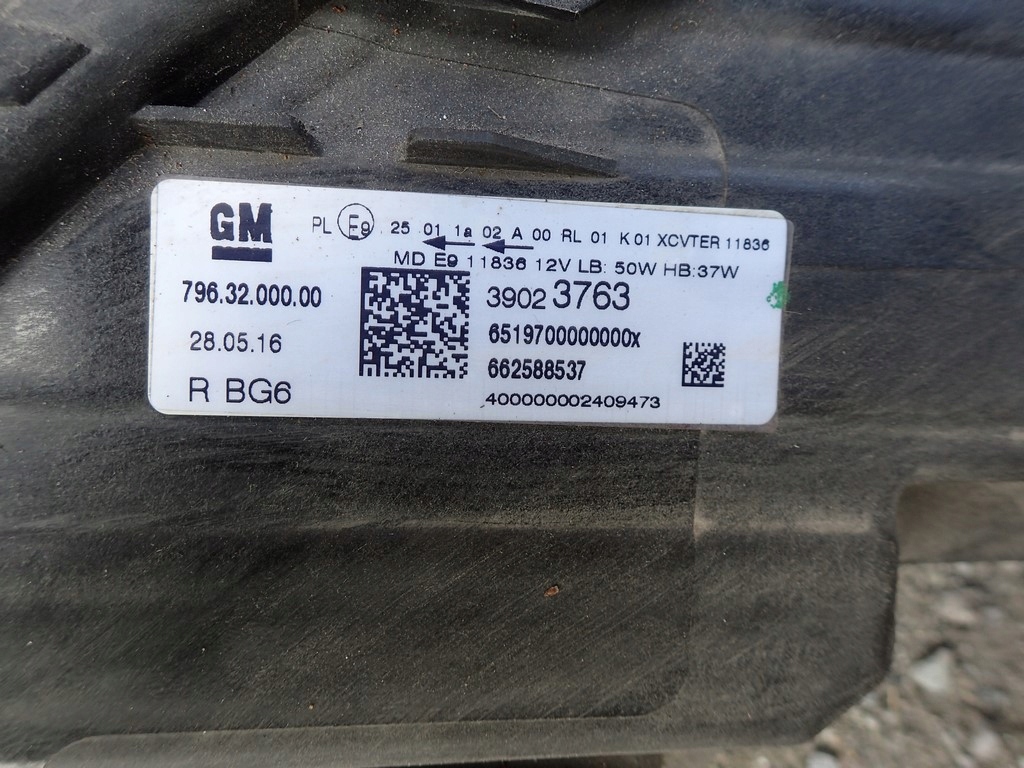 GM
PL E9 25 01 1a 02 A 00 RL 01 K 01 XCVTER 11836
MD E9 11836 12V LB: 50W HB:37W
796.32.000.00
3902 3763
6519700000000x
28.05.16
662588537
R BG6
400000002409473